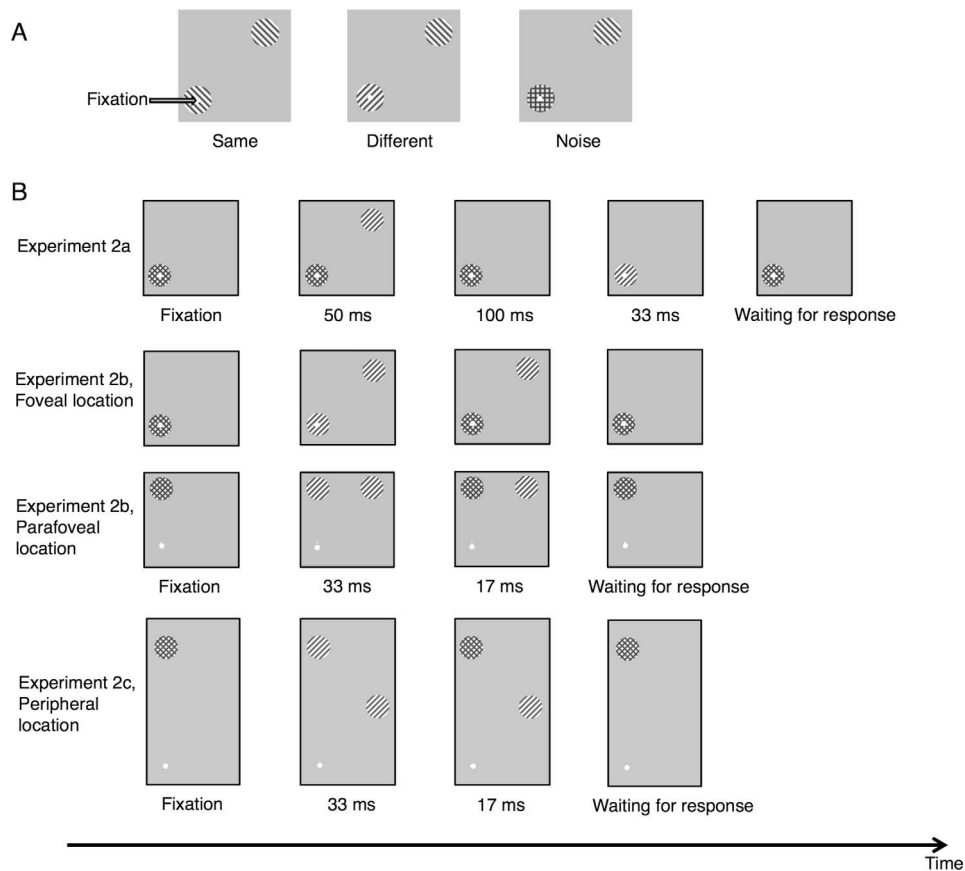 A
Fixation
Same Different Noise
B
Experiment 2a
Fixation 50 ms 100 ms 33 ms Waiting for response
Experiment 2b,
Foveal location
Experiment 2b,
Parafoveal
location
Fixation 33 ms 17 ms Waiting for response
Experiment 2c,
Peripheral
location
Fixation 33 ms 17 ms Waiting for response
Time